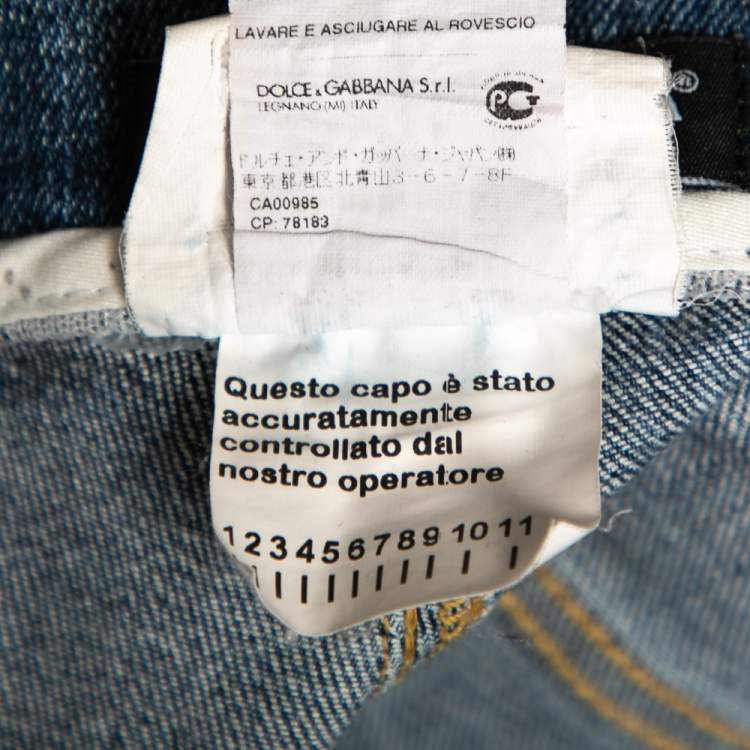 LAVARE E ASCIUGARE AL ROVESCIO
DOLCE & GABBANA S.r.l.
LEGNANO (MI) ITALY
ドルチェ・アンド・ガッバーナ・ジャパン(株)
東京都港区北青山3-6-7-8F
CA00985
CP: 78183
Questo capo è stato
accuratamente
controllato dal
nostro operatore
1 2 3 4 5 6 7 8 9 10 11